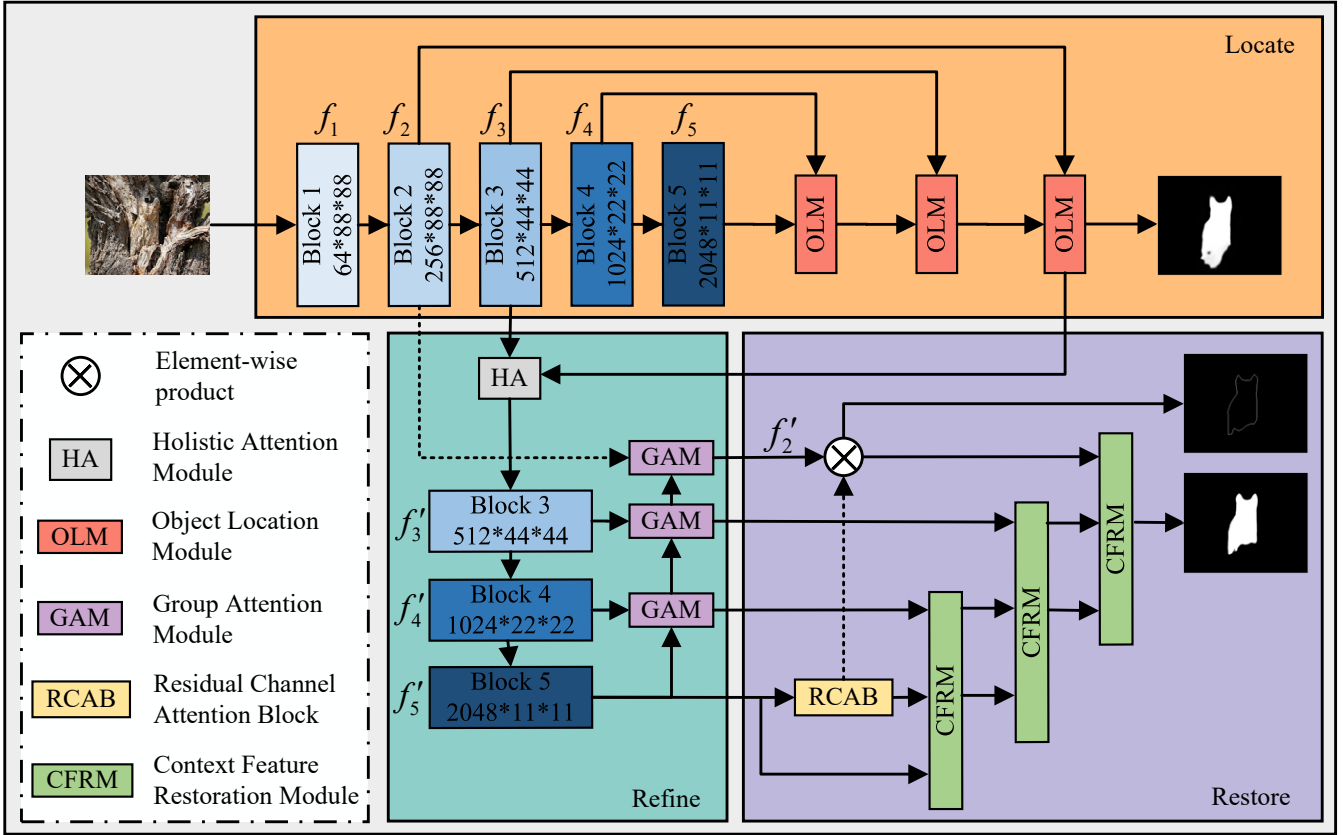 Locate
f₁
f₂
f₃
f₄
f₅
Block 1
64*88*88
Block 2
256*88*88
Block 3
512*44*44
Block 4
1024*22*22
Block 5
2048*11*11
OLM
OLM
OLM
Element-wise
product
HA
Holistic Attention
Module
OLM
Object Location
Module
GAM
Group Attention
Module
RCAB
Residual Channel
Attention Block
CFRM
Context Feature
Restoration Module
HA
GAM
f₃′
Block 3
512*44*44
GAM
f₄′
Block 4
1024*22*22
GAM
f₅′
Block 5
2048*11*11
Refine
f₂′
RCAB
CFRM
CFRM
CFRM
Restore